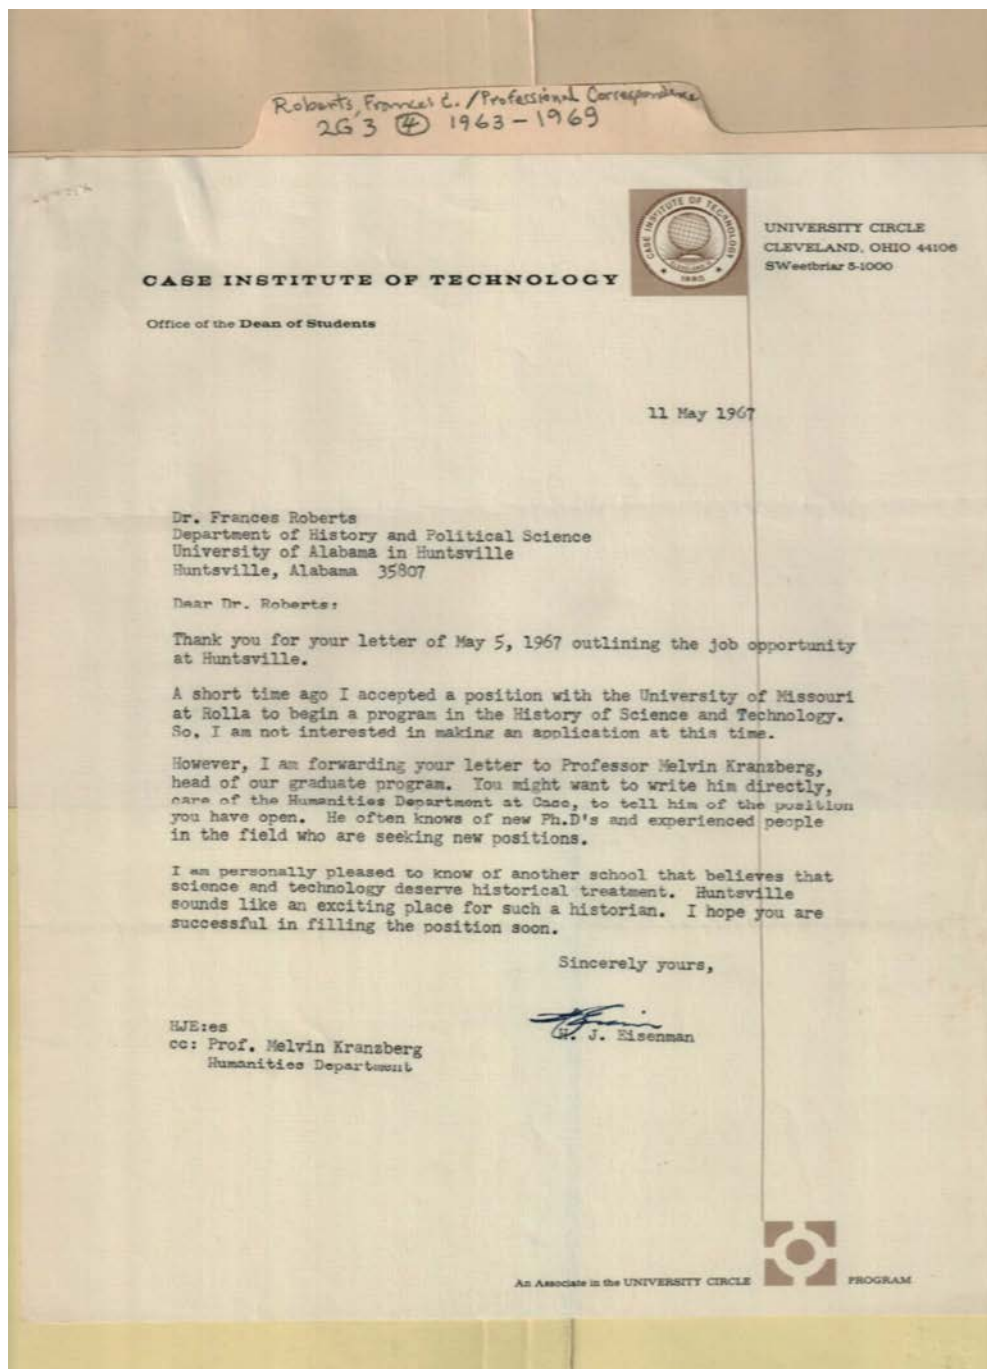 Roberts, Frances C. / Professional Correspondence
2G3 ④ 1963-1969
CASE INSTITUTE OF TECHNOLOGY
CASE INSTITUTE OF TECHNOLOGY
CLEVELAND, O.
1880
UNIVERSITY CIRCLE
CLEVELAND, OHIO 44106
SWeetbriar 5-1000
Office of the Dean of Students
11 May 1967
Dr. Frances Roberts
Department of History and Political Science
University of Alabama in Huntsville
Huntsville, Alabama 35807
Dear Dr. Roberts:
Thank you for your letter of May 5, 1967 outlining the job opportunity
at Huntsville.
A short time ago I accepted a position with the University of Missouri
at Rolla to begin a program in the History of Science and Technology.
So, I am not interested in making an application at this time.
However, I am forwarding your letter to Professor Melvin Kranzberg,
head of our graduate program. You might want to write him directly,
care of the Humanities Department at Case, to tell him of the position
you have open. He often knows of new Ph.D's and experienced people
in the field who are seeking new positions.
I am personally pleased to know of another school that believes that
science and technology deserve historical treatment. Huntsville
sounds like an exciting place for such a historian. I hope you are
successful in filling the position soon.
Sincerely yours,
H. J. Eisenman
HJE:es
cc: Prof. Melvin Kranzberg
Humanities Department
An Associate in the UNIVERSITY CIRCLE PROGRAM